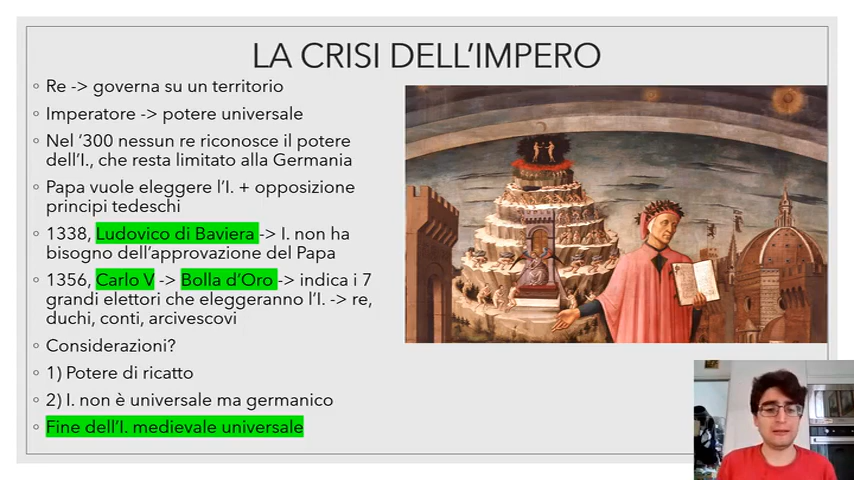 LA CRISI DELL'IMPERO
◦ Re -> governa su un territorio
◦ Imperatore -> potere universale
◦ Nel '300 nessun re riconosce il potere
dell'I., che resta limitato alla Germania
◦ Papa vuole eleggere l'I. + opposizione
principi tedeschi
◦ 1338, Ludovico di Baviera -> I. non ha
bisogno dell'approvazione del Papa
◦ 1356, Carlo V -> Bolla d'Oro -> indica i 7
grandi elettori che eleggeranno l'I. -> re,
duchi, conti, arcivescovi
◦ Considerazioni?
◦ 1) Potere di ricatto
◦ 2) I. non è universale ma germanico
◦ Fine dell'I. medievale universale